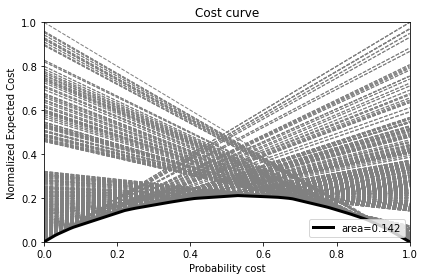 Cost curve
Normalized Expected Cost
1.0
0.8
0.6
0.4
0.2
0.0
area=0.142
0.0 0.2 0.4 0.6 0.8 1.0
Probability cost